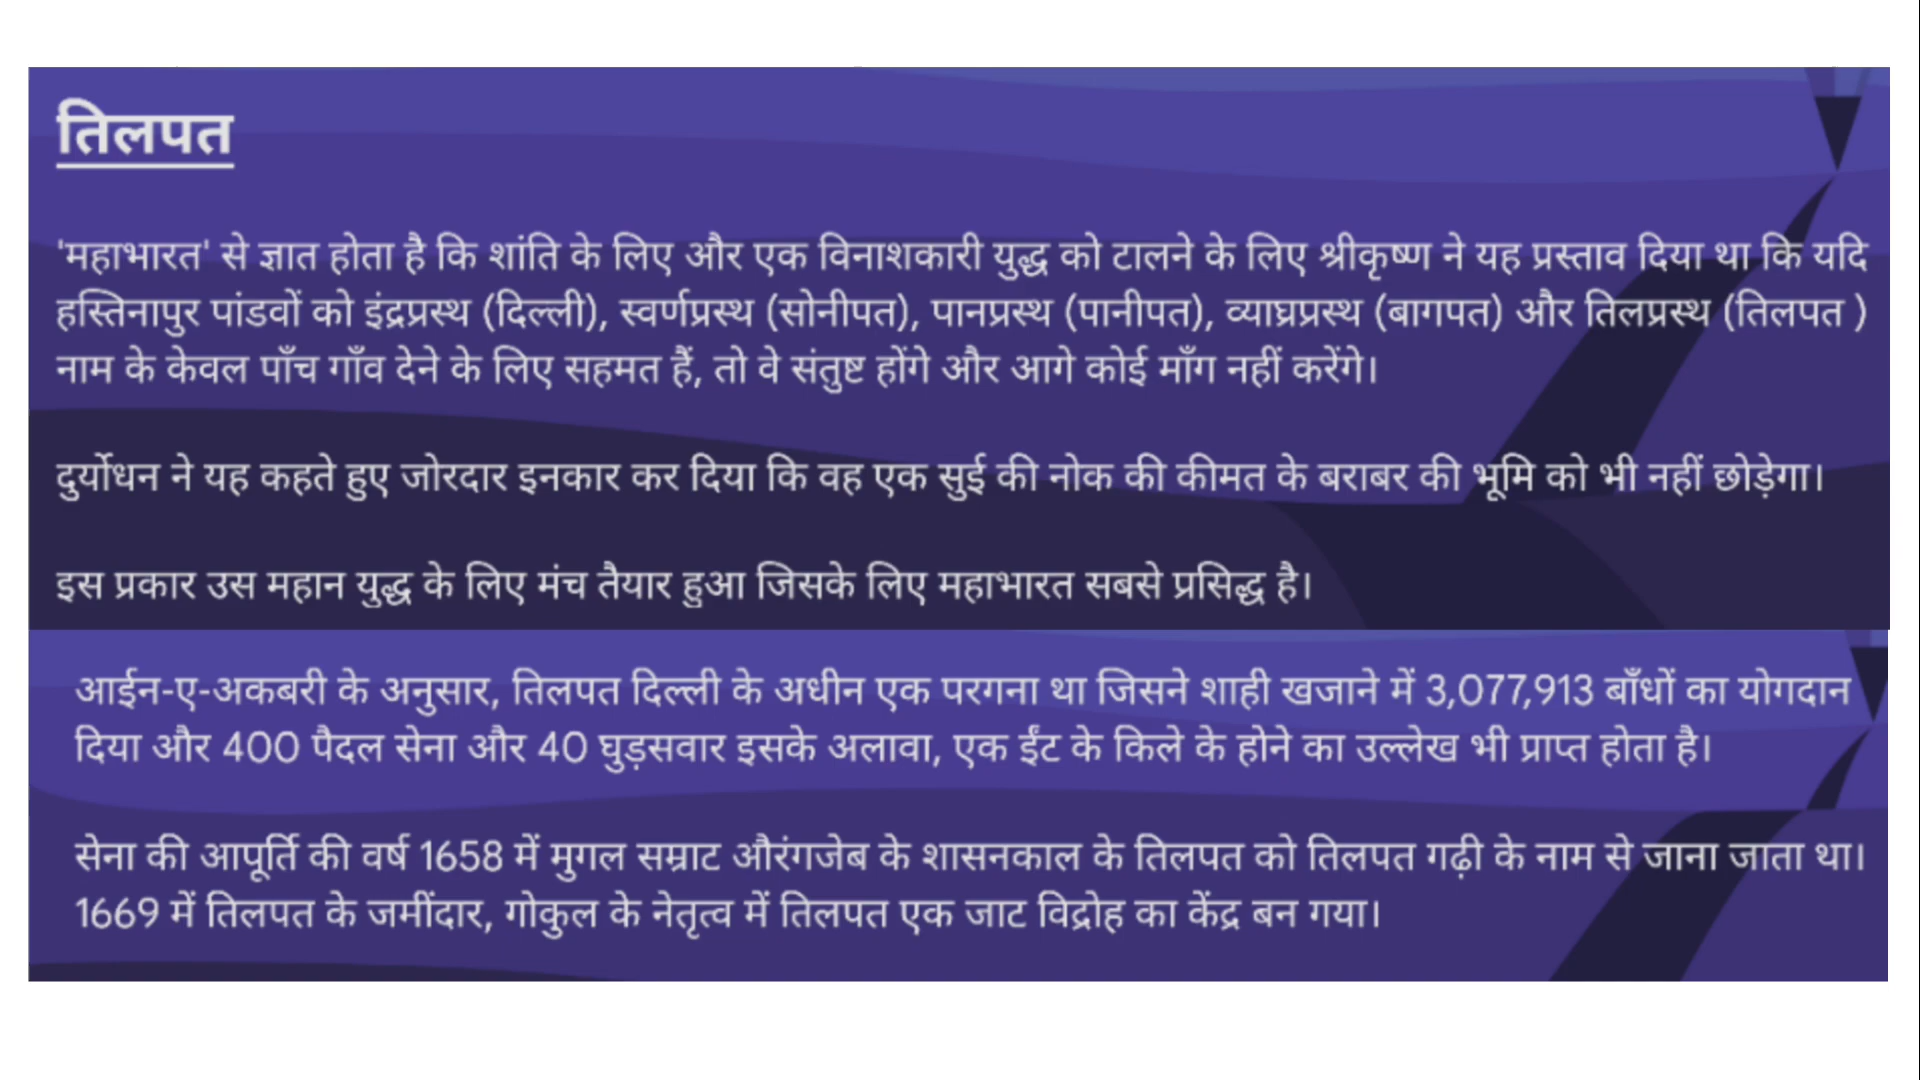 तिलपत
'महाभारत' से ज्ञात होता है कि शांति के लिए और एक विनाशकारी युद्ध को टालने के लिए श्रीकृष्ण ने यह प्रस्ताव दिया था कि यदि
हस्तिनापुर पांडवों को इंद्रप्रस्थ (दिल्ली), स्वर्णप्रस्थ (सोनीपत), पानप्रस्थ (पानीपत), व्याघ्रप्रस्थ (बागपत) और तिलप्रस्थ (तिलपत )
नाम के केवल पाँच गाँव देने के लिए सहमत हैं, तो वे संतुष्ट होंगे और आगे कोई माँग नहीं करेंगे।
दुर्योधन ने यह कहते हुए जोरदार इनकार कर दिया कि वह एक सुई की नोक की कीमत के बराबर की भूमि को भी नहीं छोड़ेगा।
इस प्रकार उस महान युद्ध के लिए मंच तैयार हुआ जिसके लिए महाभारत सबसे प्रसिद्ध है।
आईन-ए-अकबरी के अनुसार, तिलपत दिल्ली के अधीन एक परगना था जिसने शाही खजाने में 3,077,913 बाँधों का योगदान
दिया और 400 पैदल सेना और 40 घुड़सवार इसके अलावा, एक ईंट के किले के होने का उल्लेख भी प्राप्त होता है।
सेना की आपूर्ति की वर्ष 1658 में मुगल सम्राट औरंगजेब के शासनकाल के तिलपत को तिलपत गढ़ी के नाम से जाना जाता था।
1669 में तिलपत के जमींदार, गोकुल के नेतृत्व में तिलपत एक जाट विद्रोह का केंद्र बन गया।